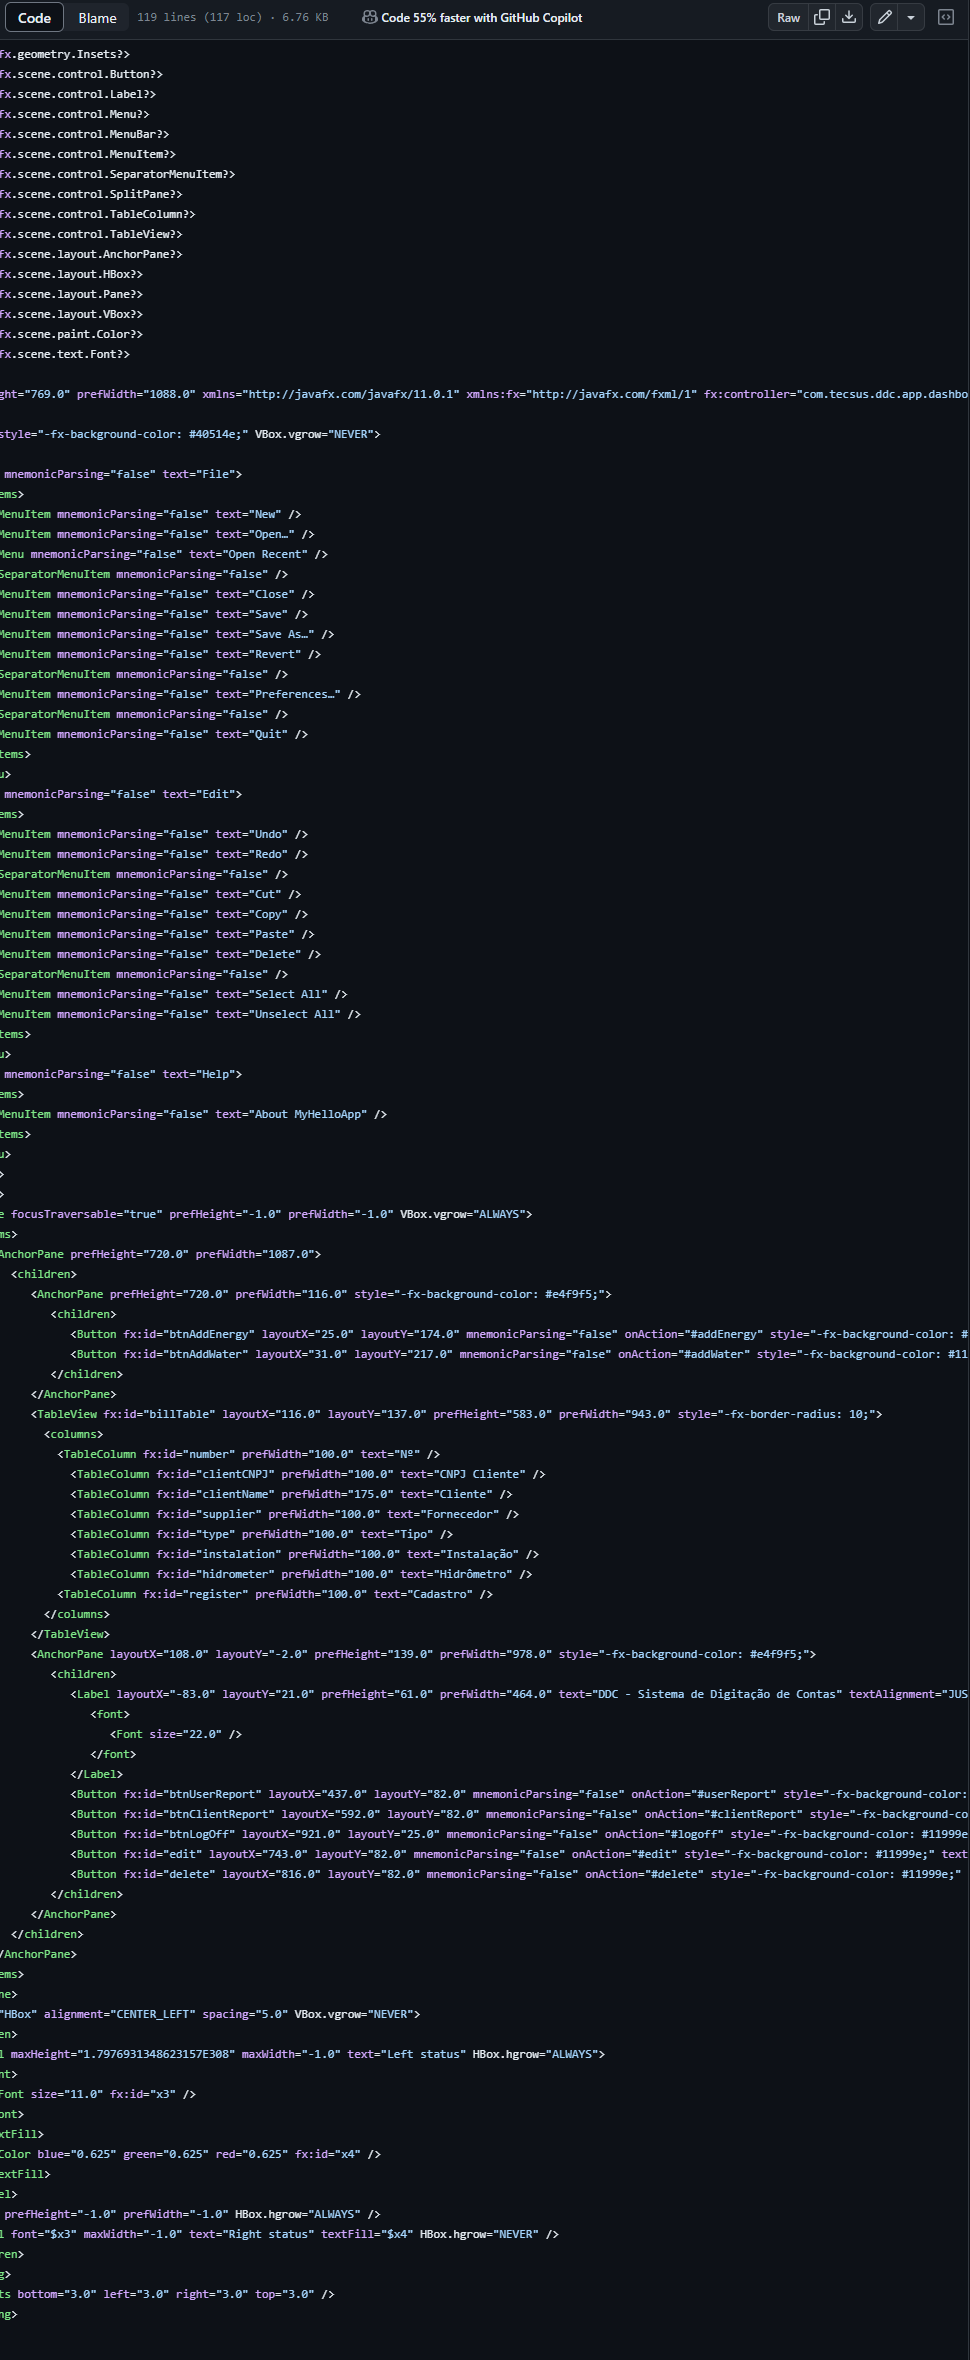 Code Blame 119 lines (117 loc) · 6.76 KB Code 55% faster with GitHub Copilot Raw
fx.geometry.Insets?>
fx.scene.control.Button?>
fx.scene.control.Label?>
fx.scene.control.Menu?>
fx.scene.control.MenuBar?>
fx.scene.control.MenuItem?>
fx.scene.control.SeparatorMenuItem?>
fx.scene.control.SplitPane?>
fx.scene.control.TableColumn?>
fx.scene.control.TableView?>
fx.scene.layout.AnchorPane?>
fx.scene.layout.HBox?>
fx.scene.layout.Pane?>
fx.scene.layout.VBox?>
fx.scene.paint.Color?>
fx.scene.text.Font?>
ght="769.0" prefWidth="1088.0" xmlns="http://javafx.com/javafx/11.0.1" xmlns:fx="http://javafx.com/fxml/1" fx:controller="com.tecsus.ddc.app.dashbo
style="-fx-background-color: #40514e;" VBox.vgrow="NEVER">
mnemonicParsing="false" text="File">
ems>
MenuItem mnemonicParsing="false" text="New" />
MenuItem mnemonicParsing="false" text="Open…" />
Menu mnemonicParsing="false" text="Open Recent" />
SeparatorMenuItem mnemonicParsing="false" />
MenuItem mnemonicParsing="false" text="Close" />
MenuItem mnemonicParsing="false" text="Save" />
MenuItem mnemonicParsing="false" text="Save As…" />
MenuItem mnemonicParsing="false" text="Revert" />
SeparatorMenuItem mnemonicParsing="false" />
MenuItem mnemonicParsing="false" text="Preferences…" />
SeparatorMenuItem mnemonicParsing="false" />
MenuItem mnemonicParsing="false" text="Quit" />
tems>
u>
mnemonicParsing="false" text="Edit">
ems>
MenuItem mnemonicParsing="false" text="Undo" />
MenuItem mnemonicParsing="false" text="Redo" />
SeparatorMenuItem mnemonicParsing="false" />
MenuItem mnemonicParsing="false" text="Cut" />
MenuItem mnemonicParsing="false" text="Copy" />
MenuItem mnemonicParsing="false" text="Paste" />
MenuItem mnemonicParsing="false" text="Delete" />
SeparatorMenuItem mnemonicParsing="false" />
MenuItem mnemonicParsing="false" text="Select All" />
MenuItem mnemonicParsing="false" text="Unselect All" />
tems>
u>
mnemonicParsing="false" text="Help">
ems>
MenuItem mnemonicParsing="false" text="About MyHelloApp" />
tems>
u>
>
>
e focusTraversable="true" prefHeight="-1.0" prefWidth="-1.0" VBox.vgrow="ALWAYS">
ms>
AnchorPane prefHeight="720.0" prefWidth="1087.0">
<children>
<AnchorPane prefHeight="720.0" prefWidth="116.0" style="-fx-background-color: #e4f9f5;">
<children>
<Button fx:id="btnAddEnergy" layoutX="25.0" layoutY="174.0" mnemonicParsing="false" onAction="#addEnergy" style="-fx-background-color: #
<Button fx:id="btnAddWater" layoutX="31.0" layoutY="217.0" mnemonicParsing="false" onAction="#addWater" style="-fx-background-color: #11
</children>
</AnchorPane>
<TableView fx:id="billTable" layoutX="116.0" layoutY="137.0" prefHeight="583.0" prefWidth="943.0" style="-fx-border-radius: 10;">
<columns>
<TableColumn fx:id="number" prefWidth="100.0" text="Nº" />
<TableColumn fx:id="clientCNPJ" prefWidth="100.0" text="CNPJ Cliente" />
<TableColumn fx:id="clientName" prefWidth="175.0" text="Cliente" />
<TableColumn fx:id="supplier" prefWidth="100.0" text="Fornecedor" />
<TableColumn fx:id="type" prefWidth="100.0" text="Tipo" />
<TableColumn fx:id="instalation" prefWidth="100.0" text="Instalação" />
<TableColumn fx:id="hidrometer" prefWidth="100.0" text="Hidrômetro" />
<TableColumn fx:id="register" prefWidth="100.0" text="Cadastro" />
</columns>
</TableView>
<AnchorPane layoutX="108.0" layoutY="-2.0" prefHeight="139.0" prefWidth="978.0" style="-fx-background-color: #e4f9f5;">
<children>
<Label layoutX="-83.0" layoutY="21.0" prefHeight="61.0" prefWidth="464.0" text="DDC - Sistema de Digitação de Contas" textAlignment="JUS
<font>
<Font size="22.0" />
</font>
</Label>
<Button fx:id="btnUserReport" layoutX="437.0" layoutY="82.0" mnemonicParsing="false" onAction="#userReport" style="-fx-background-color:
<Button fx:id="btnClientReport" layoutX="592.0" layoutY="82.0" mnemonicParsing="false" onAction="#clientReport" style="-fx-background-co
<Button fx:id="btnLogOff" layoutX="921.0" layoutY="25.0" mnemonicParsing="false" onAction="#logoff" style="-fx-background-color: #11999e
<Button fx:id="edit" layoutX="743.0" layoutY="82.0" mnemonicParsing="false" onAction="#edit" style="-fx-background-color: #11999e;" text
<Button fx:id="delete" layoutX="816.0" layoutY="82.0" mnemonicParsing="false" onAction="#delete" style="-fx-background-color: #11999e;"
</children>
</AnchorPane>
</children>
/AnchorPane>
ems>
ne>
"HBox" alignment="CENTER_LEFT" spacing="5.0" VBox.vgrow="NEVER">
en>
l maxHeight="1.7976931348623157E308" maxWidth="-1.0" text="Left status" HBox.hgrow="ALWAYS">
nt>
Font size="11.0" fx:id="x3" />
ont>
xtFill>
Color blue="0.625" green="0.625" red="0.625" fx:id="x4" />
extFill>
el>
prefHeight="-1.0" prefWidth="-1.0" HBox.hgrow="ALWAYS" />
l font="$x3" maxWidth="-1.0" text="Right status" textFill="$x4" HBox.hgrow="NEVER" />
ren>
g>
ts bottom="3.0" left="3.0" right="3.0" top="3.0" />
ng>